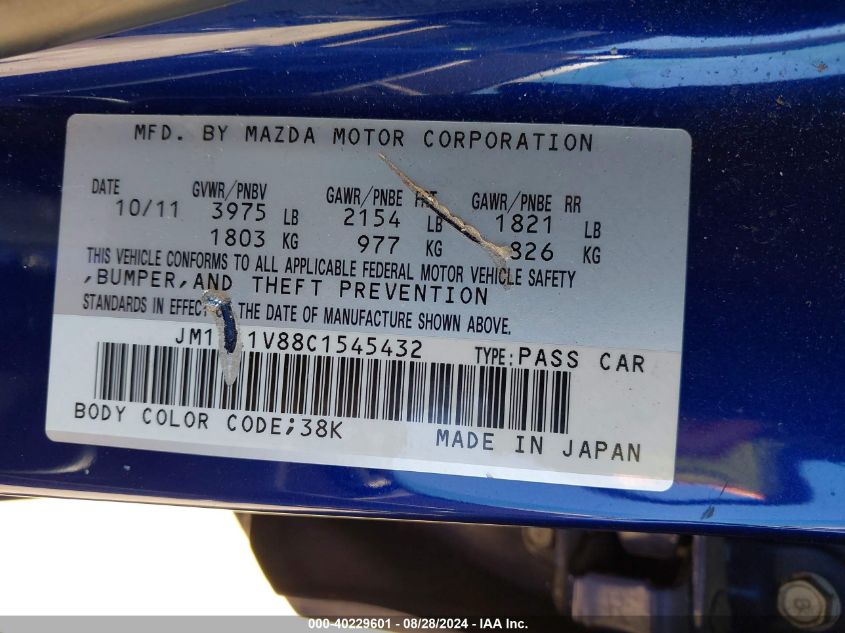 MFD. BY MAZDA MOTOR CORPORATION
DATE GVWR/PNBV GAWR/PNBE GAWR/PNBE RR
10/11 3975 LB 2154 LB 1821 LB
1803 KG 977 KG 826 KG
THIS VEHICLE CONFORMS TO ALL APPLICABLE FEDERAL MOTOR VEHICLE SAFETY
,BUMPER,AND THEFT PREVENTION
STANDARDS IN EFFECT THE DATE OF MANUFACTURE SHOWN ABOVE.
TYPE:PASS CAR
BODY COLOR CODE;38K
MADE IN JAPAN
000-40229601 - 08/28/2024 - IAA Inc.